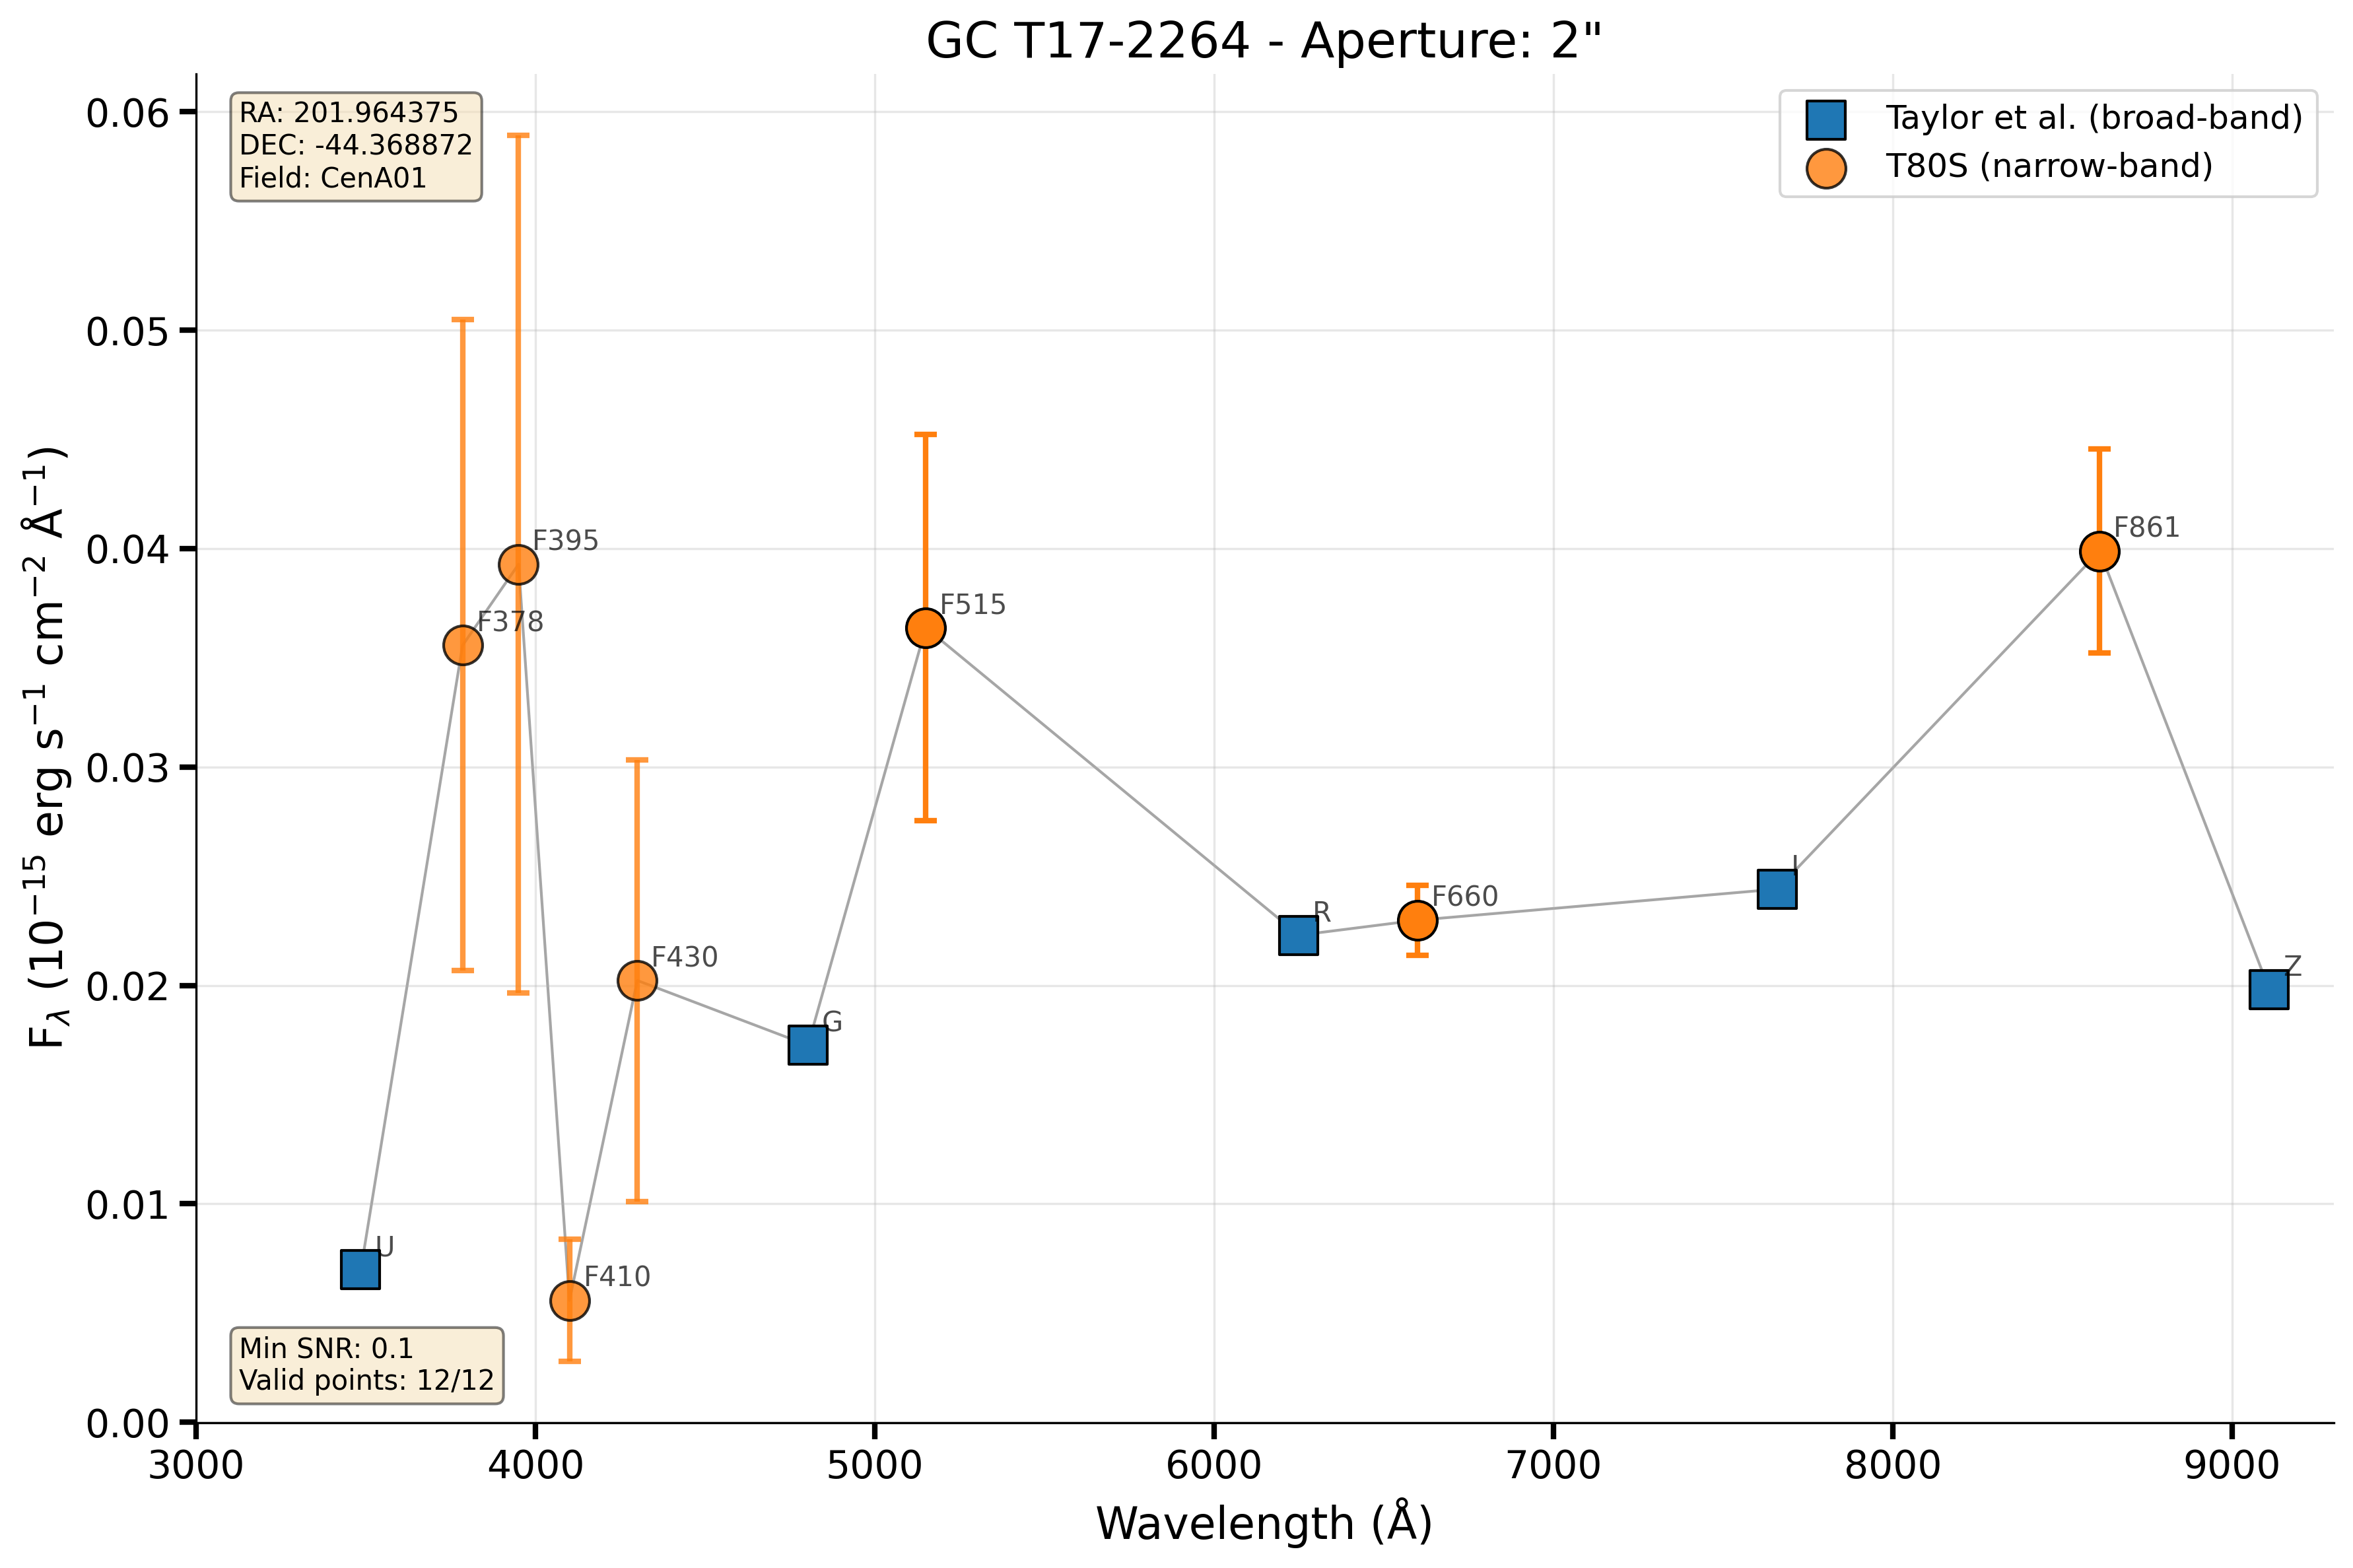 GC T17-2264 - Aperture: 2"
RA: 201.964375
DEC: -44.368872
Field: CenA01
Taylor et al. (broad-band)
T80S (narrow-band)
0.06
0.05
0.04
0.03
0.02
0.01
0.00
F_λ (10⁻¹⁵ erg s⁻¹ cm⁻² Å⁻¹)
U
F378
F395
F410
F430
G
F515
R
F660
I
F861
Z
Min SNR: 0.1
Valid points: 12/12
3000 4000 5000 6000 7000 8000 9000
Wavelength (Å)